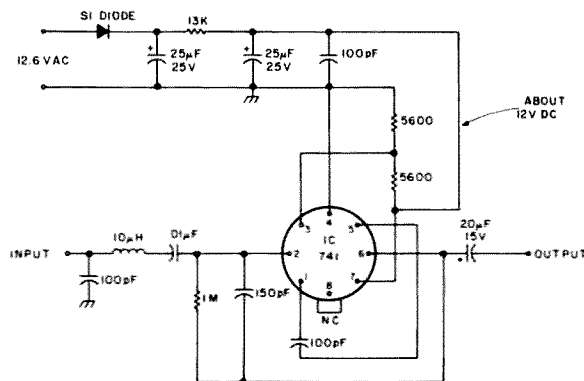 SI DIODE
13K
12.6 VAC
+
25µF
25V
+
25µF
25V
100pF
ABOUT
12V DC
5600
5600
3
4
5
IC
741
2
6
1
8
7
NC
20µF
15V
+
INPUT
10µH
.01µF
OUTPUT
100pF
1M
150pF
100pF